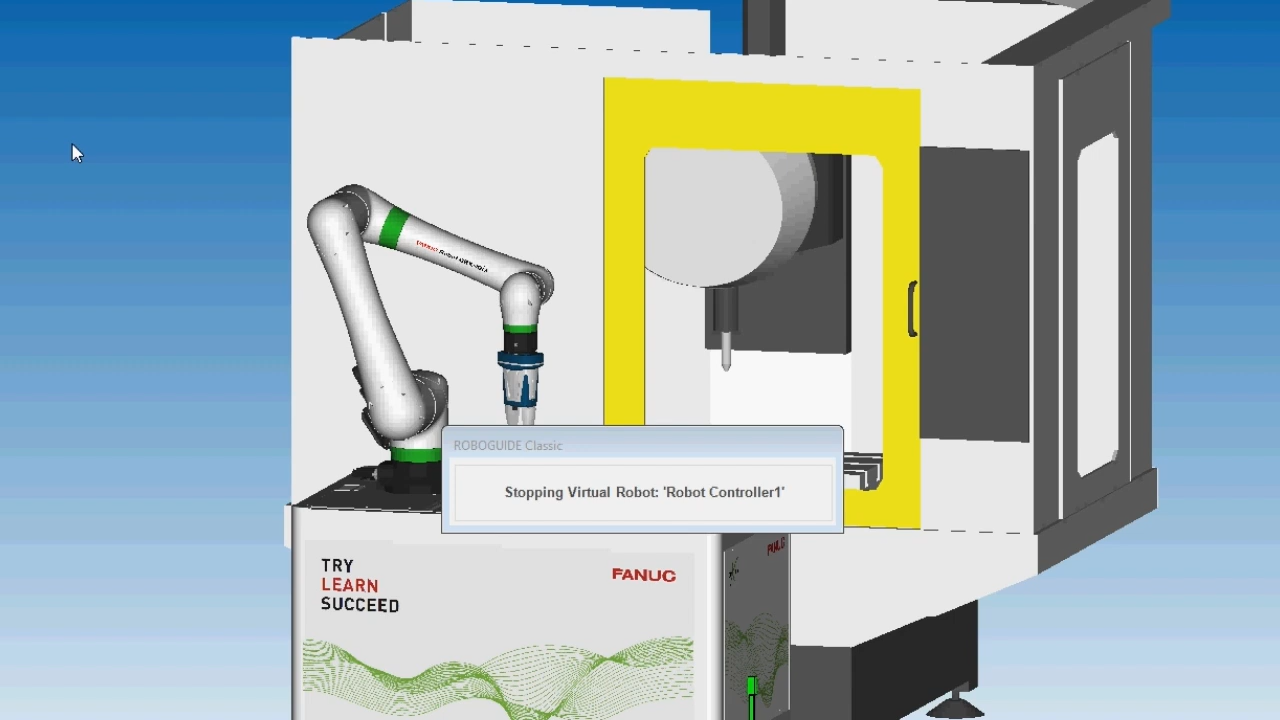 ROBOGUIDE Classic
Stopping Virtual Robot: 'Robot Controller1'
TRY
LEARN
SUCCEED
FANUC